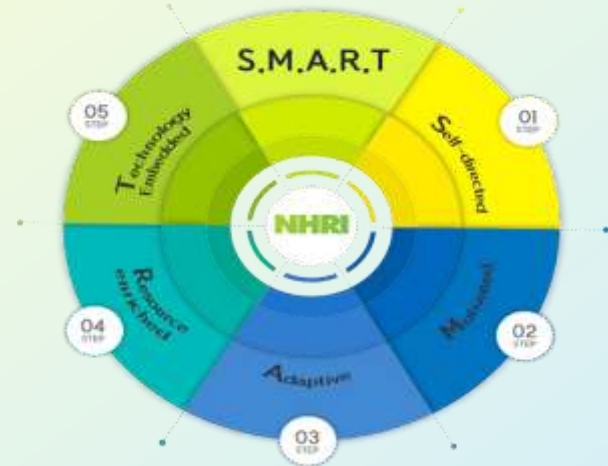 S.M.A.R.T
01
STEP
Self-directed
02
STEP
Motivated
03
STEP
Adaptive
04
STEP
Resource
enriched
05
STEP
Technology
Embedded
NHRI